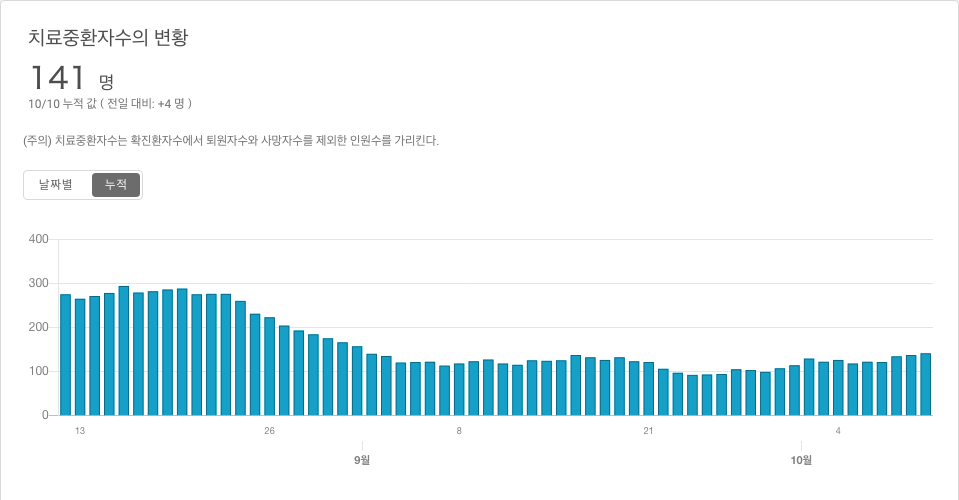 치료중환자수의 변황
141 명
10/10 누적 값 ( 전일 대비: +4 명 )
(주의) 치료중환자수는 확진환자수에서 퇴원자수와 사망자수를 제외한 인원수를 가리킨다.
날짜별 누적
400
300
200
100
0
13 26 8 21 4
9월 10월